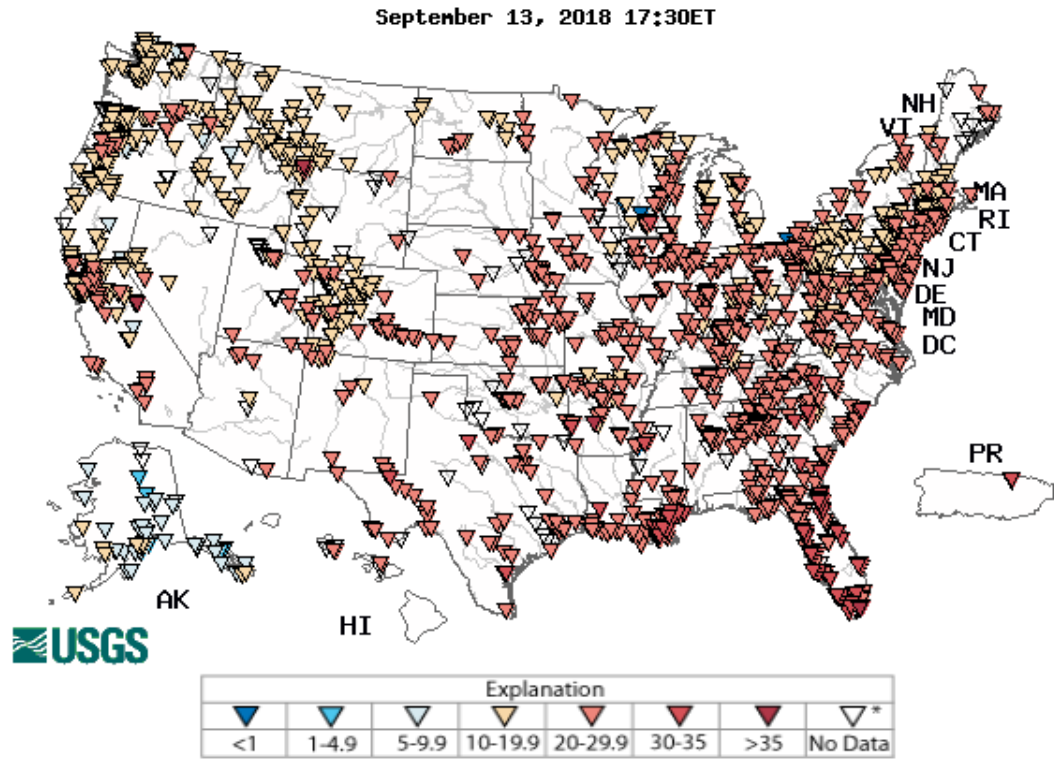 September 13, 2018 17:30ET
NH
VT
MA
RI
CT
NJ
DE
MD
DC
PR
AK
HI
USGS
Explanation
*
<1 1-4.9 5-9.9 10-19.9 20-29.9 30-35 >35 No Data